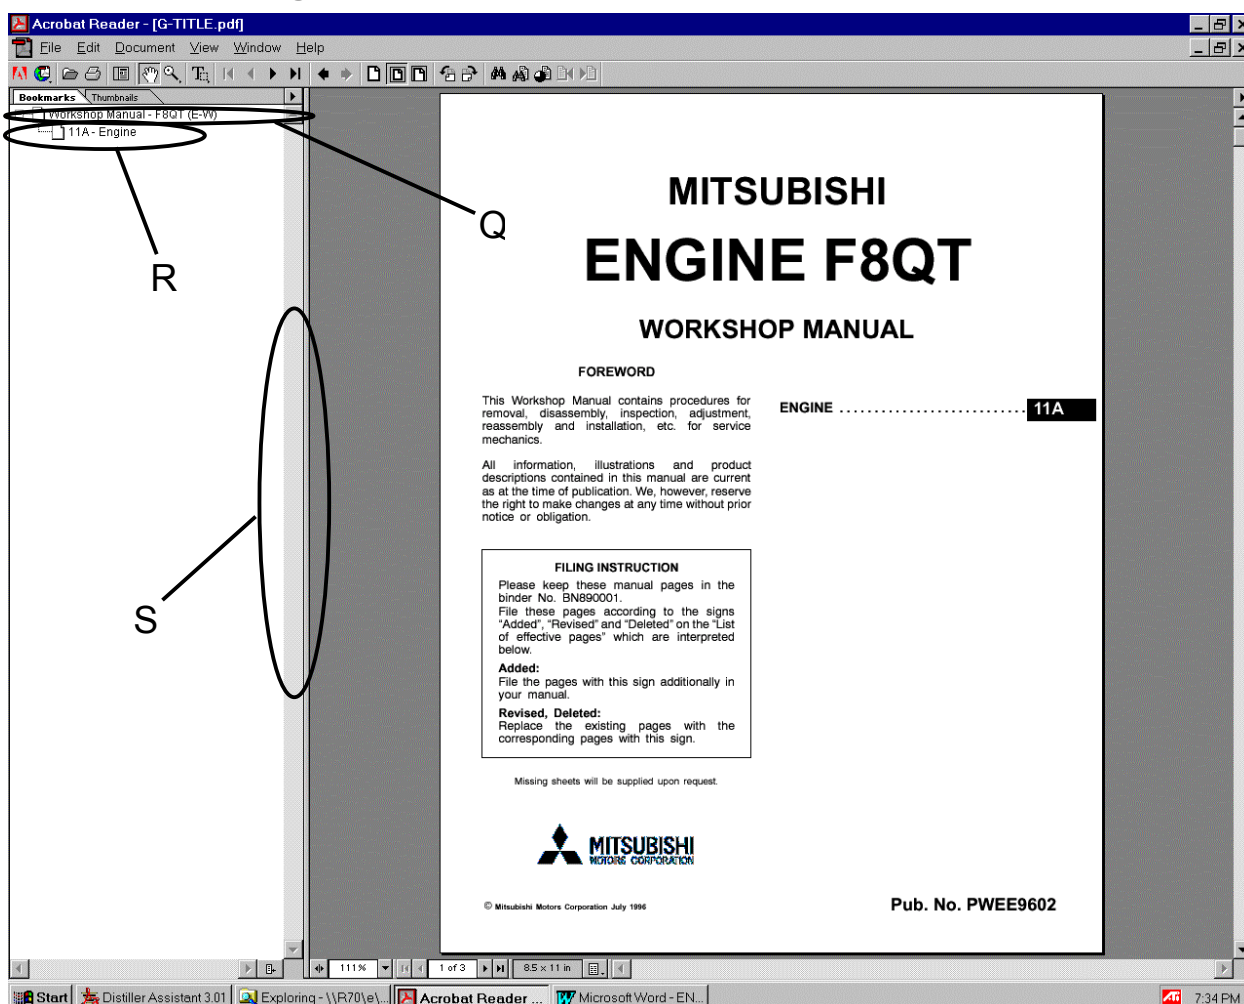 Acrobat Reader - [G-TITLE.pdf]
File Edit Document View Window Help
Bookmarks Thumbnails
Workshop Manual - F8QT (E-W)
11A - Engine
Q
R
S
MITSUBISHI
ENGINE F8QT
WORKSHOP MANUAL
FOREWORD
This Workshop Manual contains procedures for
removal, disassembly, inspection, adjustment,
reassembly and installation, etc. for service
mechanics.
All information, illustrations and product
descriptions contained in this manual are current
as at the time of publication. We, however, reserve
the right to make changes at any time without prior
notice or obligation.
ENGINE . . . . . . . . . . . . . . . . . . . . . . . . . . . 11A
FILING INSTRUCTION
Please keep these manual pages in the
binder No. BN890001.
File these pages according to the signs
“Added”, “Revised” and “Deleted” on the “List
of effective pages” which are interpreted
below.
Added:
File the pages with this sign additionally in
your manual.
Revised, Deleted:
Replace the existing pages with the
corresponding pages with this sign.
Missing sheets will be supplied upon request.
MITSUBISHI
MOTORS CORPORATION
© Mitsubishi Motors Corporation July 1996
Pub. No. PWEE9602
111% 1 of 3 8.5 x 11 in
Start Distiller Assistant 3.01 Exploring - \\R70\e\... Acrobat Reader ... Microsoft Word - EN... ATI 7:34 PM